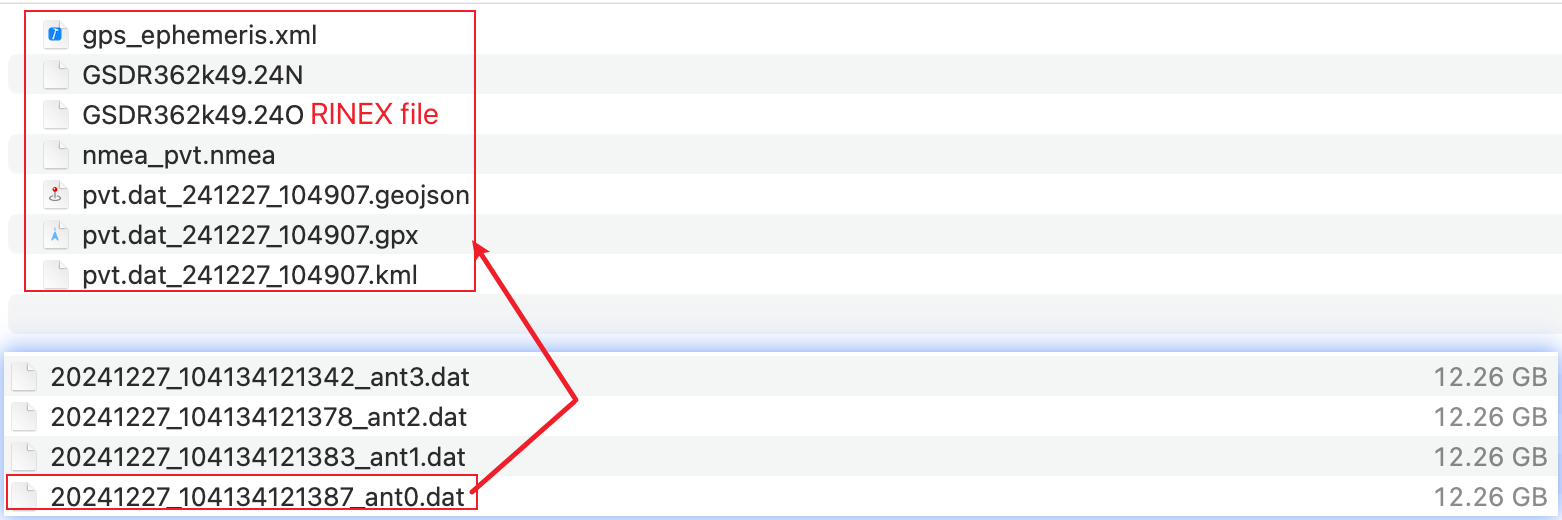 gps_ephemeris.xml
GSDR362k49.24N
GSDR362k49.24O RINEX file
nmea_pvt.nmea
pvt.dat_241227_104907.geojson
pvt.dat_241227_104907.gpx
pvt.dat_241227_104907.kml
20241227_104134121342_ant3.dat 12.26 GB
20241227_104134121378_ant2.dat 12.26 GB
20241227_104134121383_ant1.dat 12.26 GB
20241227_104134121387_ant0.dat 12.26 GB